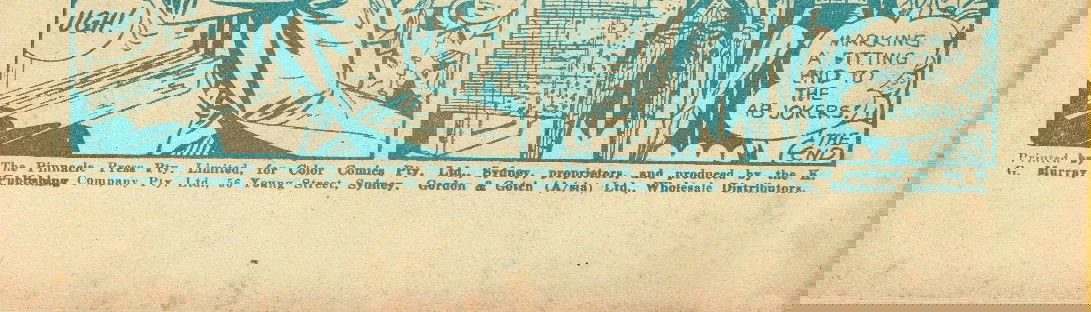 UGH!
MARKING
A FITTING
END TO
THE
AB JOKERS!!
THE
END
Printed by
The Pinnacle Press Pty. Limited, for Color Comics Pty. Ltd., Sydney, proprietors, and produced by the K.
G. Murray
Publishing Company Pty. Ltd., 56 Young Street, Sydney. Gordon & Gotch (A/sia) Ltd., Wholesale Distributors.